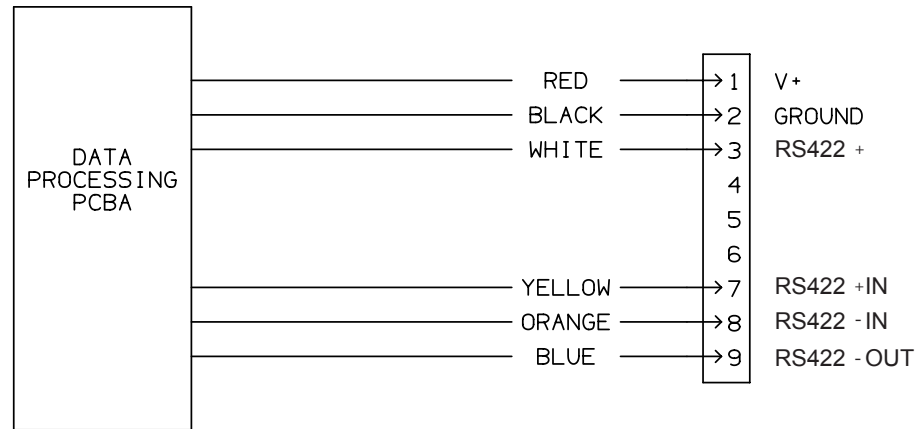 DATA
PROCESSING
PCBA
RED 1 V+
BLACK 2 GROUND
WHITE 3 RS422 +
4
5
6
YELLOW 7 RS422 +IN
ORANGE 8 RS422 -IN
BLUE 9 RS422 -OUT